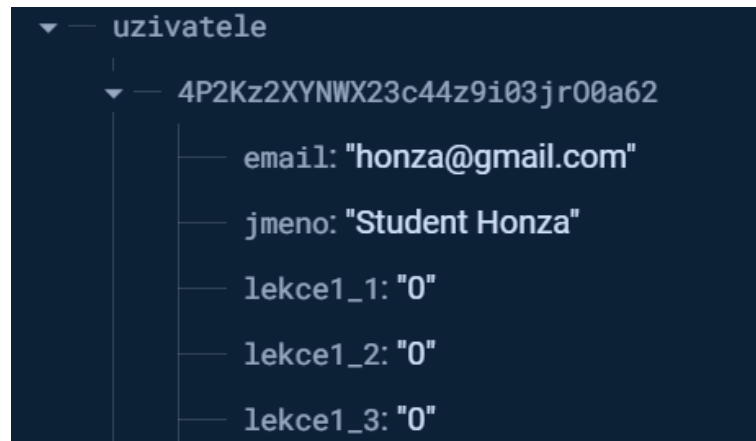 uzivatele
4P2Kz2XYNWX23c44z9i03jrO0a62
email: "honza@gmail.com"
jmeno: "Student Honza"
lekce1_1: "0"
lekce1_2: "0"
lekce1_3: "0"